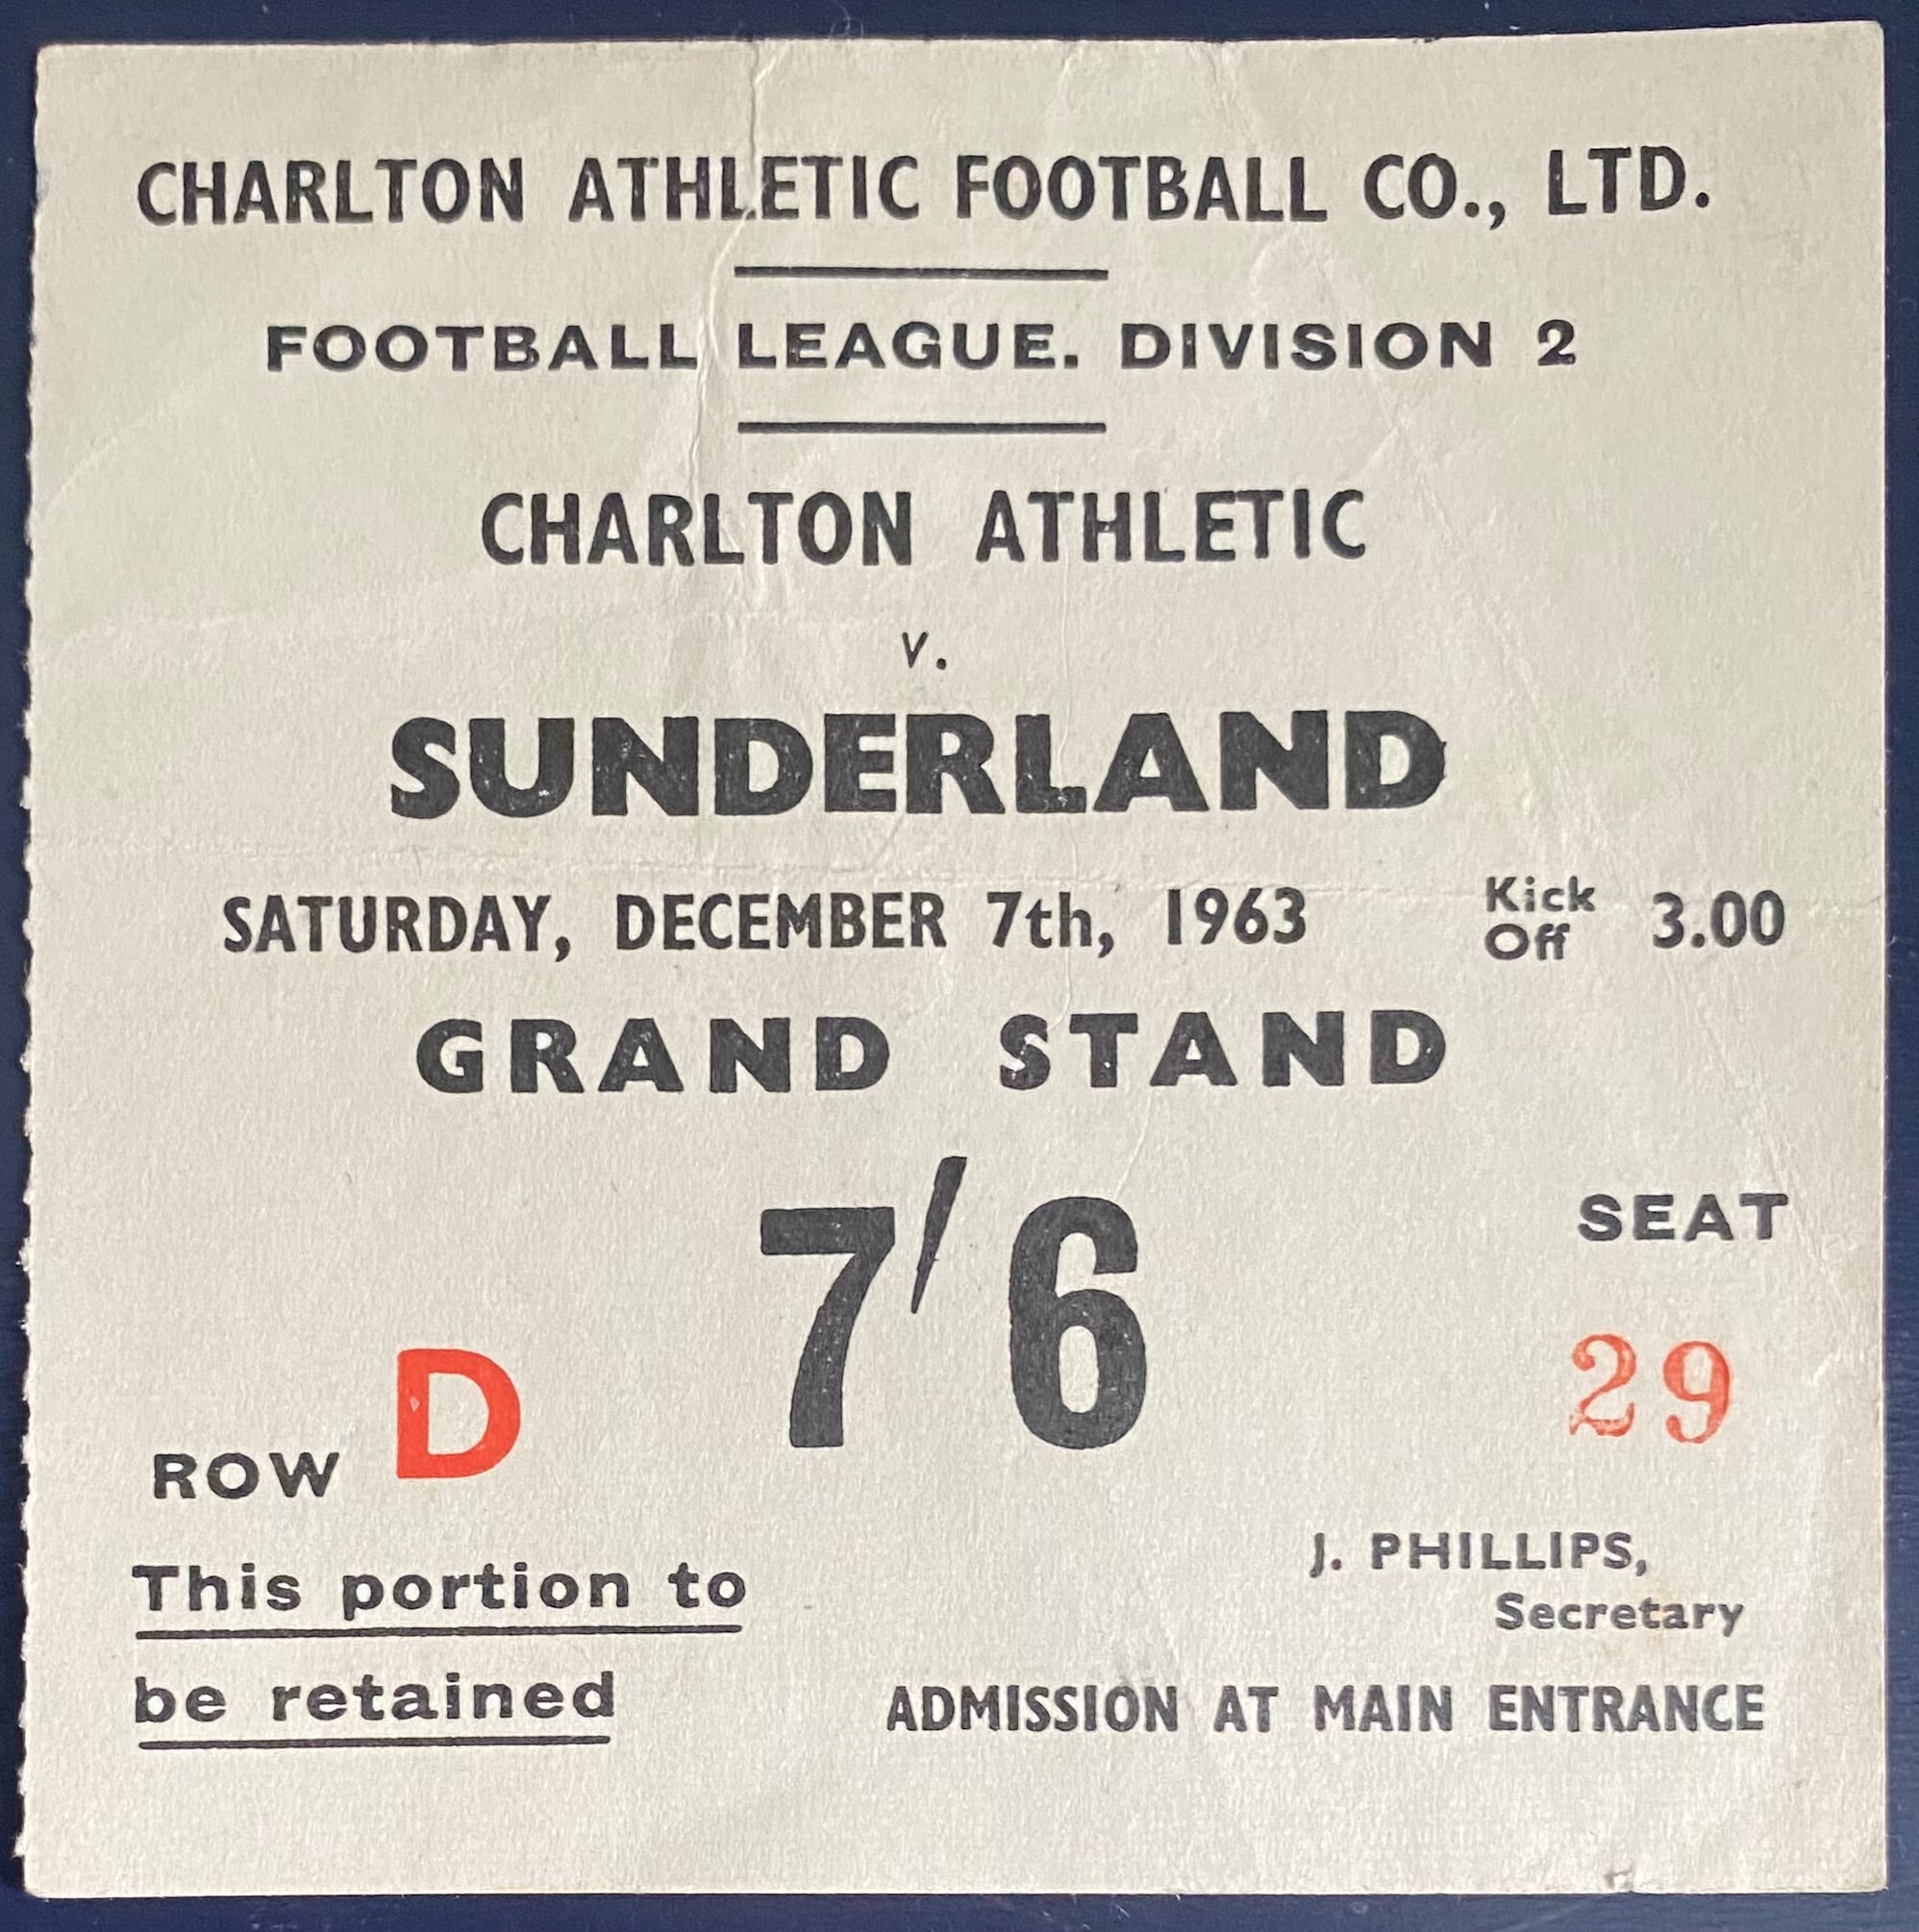 CHARLTON ATHLETIC FOOTBALL CO., LTD.
FOOTBALL LEAGUE. DIVISION 2
CHARLTON ATHLETIC
v.
SUNDERLAND
SATURDAY, DECEMBER 7th, 1963 Kick Off 3.00
GRAND STAND
7/6
SEAT
29
ROW D
J. PHILLIPS,
Secretary
This portion to
be retained
ADMISSION AT MAIN ENTRANCE